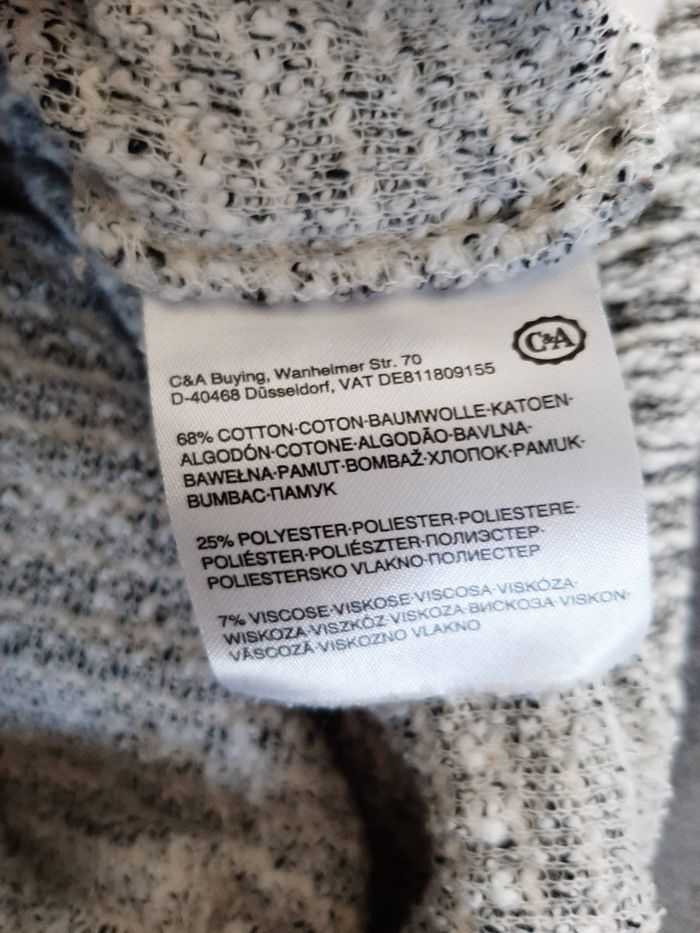 C&A
C&A Buying, Wanheimer Str. 70
D-40468 Düsseldorf, VAT DE811809155
68% COTTON·COTON·BAUMWOLLE·KATOEN·
ALGODÓN·COTONE·ALGODÃO·BAVLNA·
BAWEŁNA·PAMUT·BOMBAŽ·ХЛОПОК·PAMUK·
BUMBAC·ПАМУК
25% POLYESTER·POLIESTER·POLIESTERE·
POLIÉSTER·POLIÉSZTER·ПОЛИЭСТЕР·
POLIESTERSKO VLAKNO·ПОЛИЕСТЕР
7% VISCOSE·VISKOSE·VISCOSA·VISKÓZA·
WISKOZA·VISZKÓZ·VISKOZA·ВИСКОЗА·VISKON·
VÂSCOZĂ·VISKOZNO VLAKNO